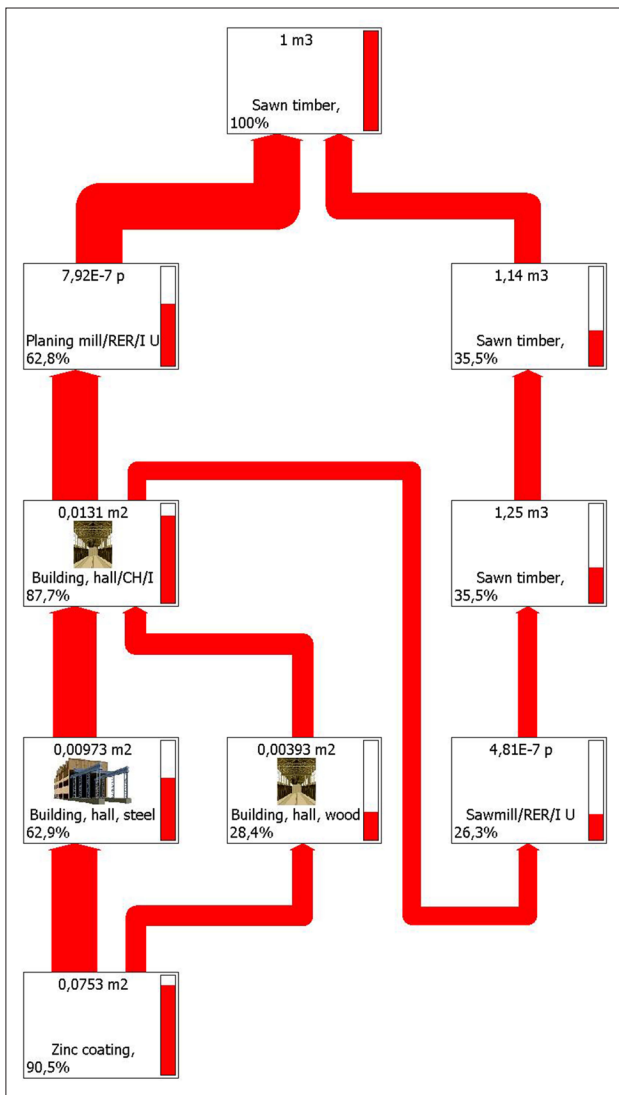 1 m3
Sawn timber,
100%
7,92E-7 p
Planing mill/RER/I U
62,8%
1,14 m3
Sawn timber,
35,5%
0,0131 m2
Building, hall/CH/I
87,7%
1,25 m3
Sawn timber,
35,5%
0,00973 m2
Building, hall, steel
62,9%
0,00393 m2
Building, hall, wood
28,4%
4,81E-7 p
Sawmill/RER/I U
26,3%
0,0753 m2
Zinc coating,
90,5%